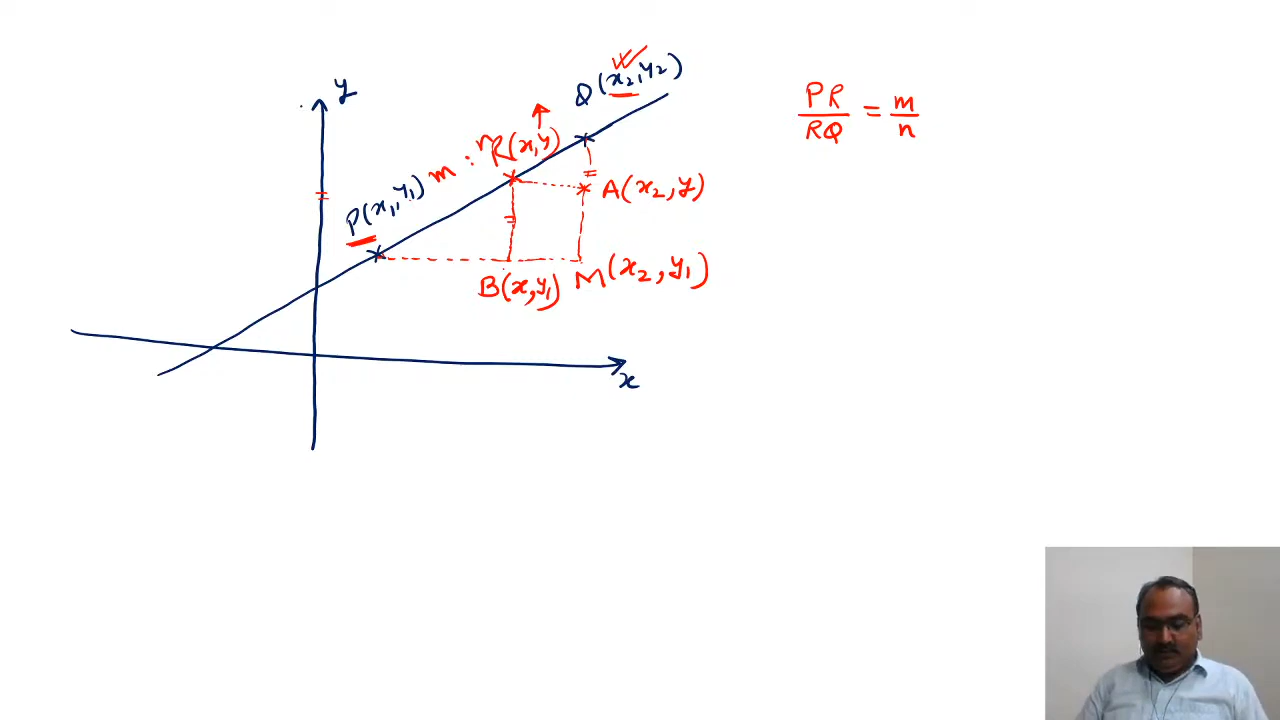 y
Q(x₂,y₂)
PR/RQ = m/n
m : n
R(x,y)
P(x₁,y₁)
A(x₂,y)
B(x,y₁)
M(x₂,y₁)
x